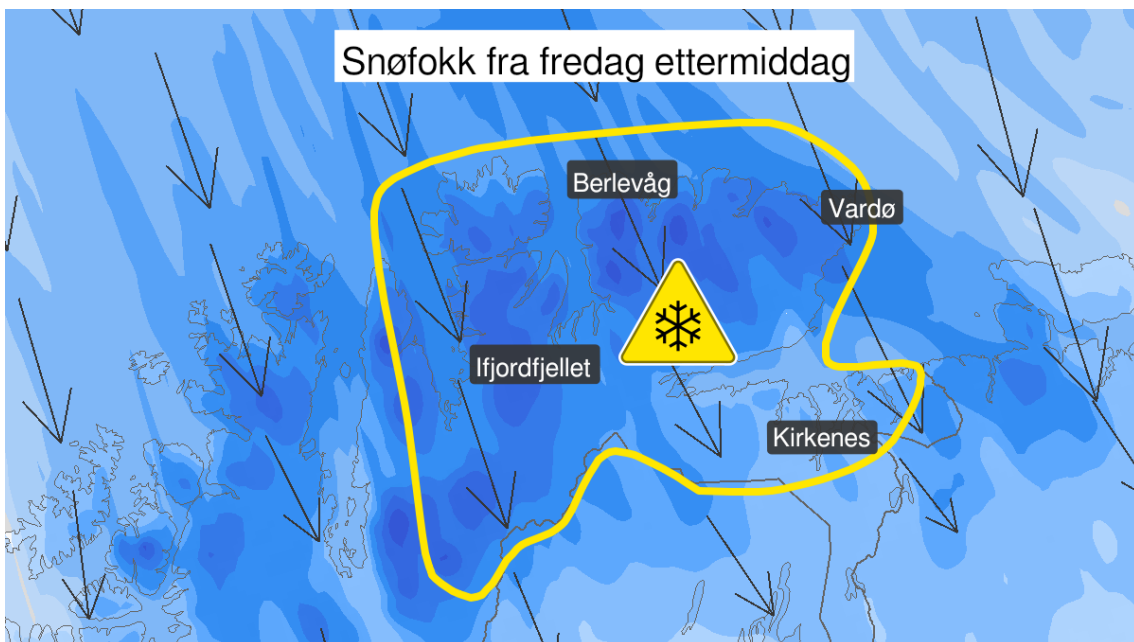 Snøfokk fra fredag ettermiddag
Berlevåg
Vardø
Ifjordfjellet
Kirkenes